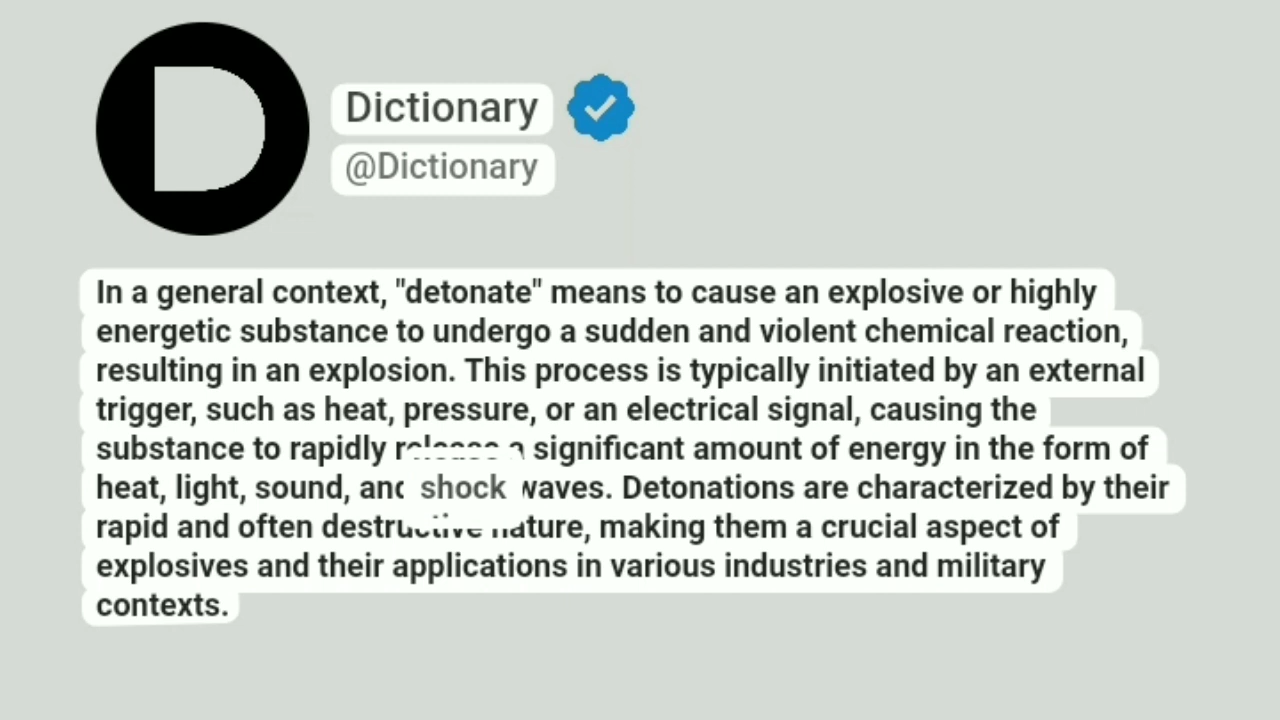 Dictionary
@Dictionary
In a general context, "detonate" means to cause an explosive or highly
energetic substance to undergo a sudden and violent chemical reaction,
resulting in an explosion. This process is typically initiated by an external
trigger, such as heat, pressure, or an electrical signal, causing the
substance to rapidly release a significant amount of energy in the form of
heat, light, sound, and shock waves. Detonations are characterized by their
rapid and often destructive nature, making them a crucial aspect of
explosives and their applications in various industries and military
contexts.